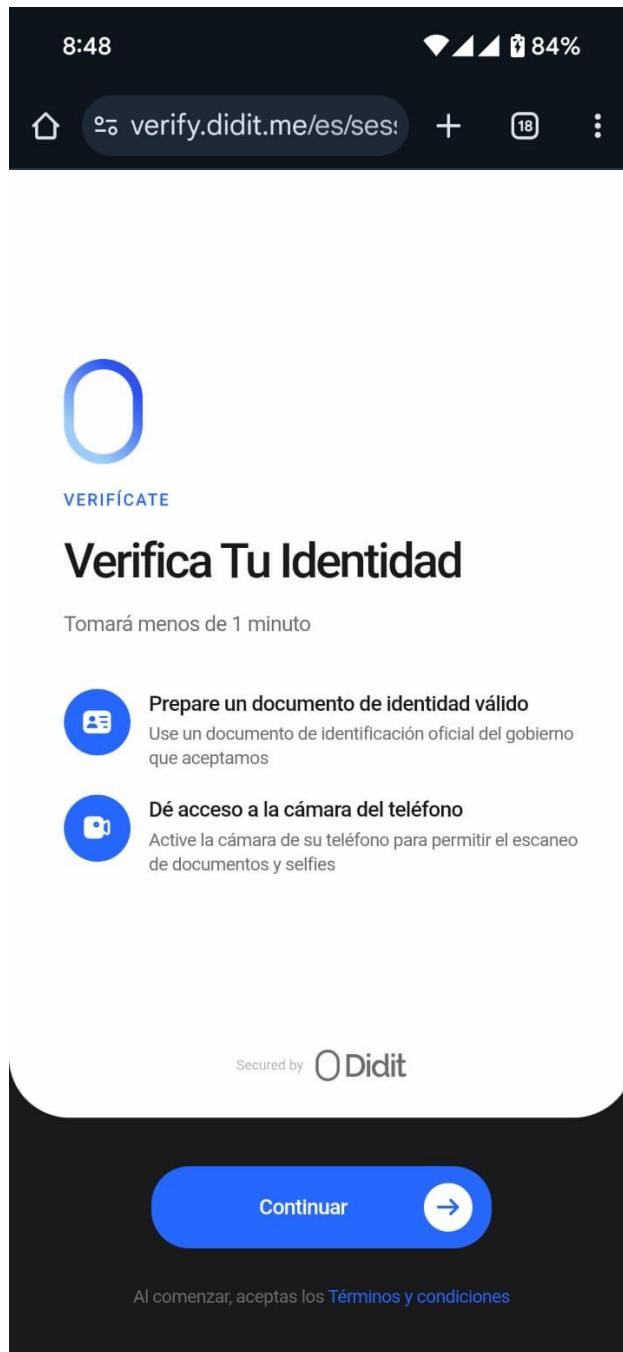 8:48
84%
verify.didit.me/es/ses
18
VERIFÍCATE
Verifica Tu Identidad
Tomará menos de 1 minuto
Prepare un documento de identidad válido
Use un documento de identificación oficial del gobierno
que aceptamos
Dé acceso a la cámara del teléfono
Active la cámara de su teléfono para permitir el escaneo
de documentos y selfies
Secured by Didit
Continuar
Al comenzar, aceptas los Términos y condiciones